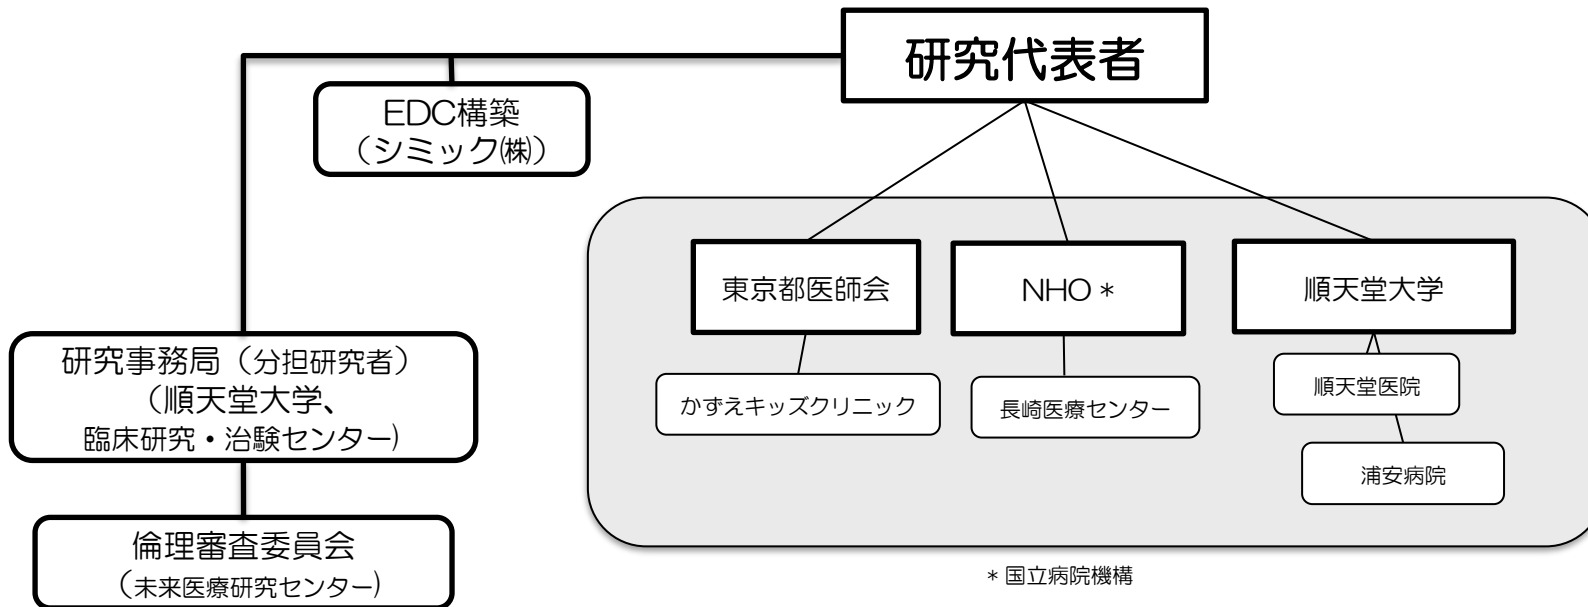 研究代表者
EDC構築
（シミック㈱）
東京都医師会
NHO＊
順天堂大学
研究事務局（分担研究者）
（順天堂大学、
臨床研究・治験センター)
かずえキッズクリニック
長崎医療センター
順天堂医院
浦安病院
倫理審査委員会
（未来医療研究センター)
＊国立病院機構